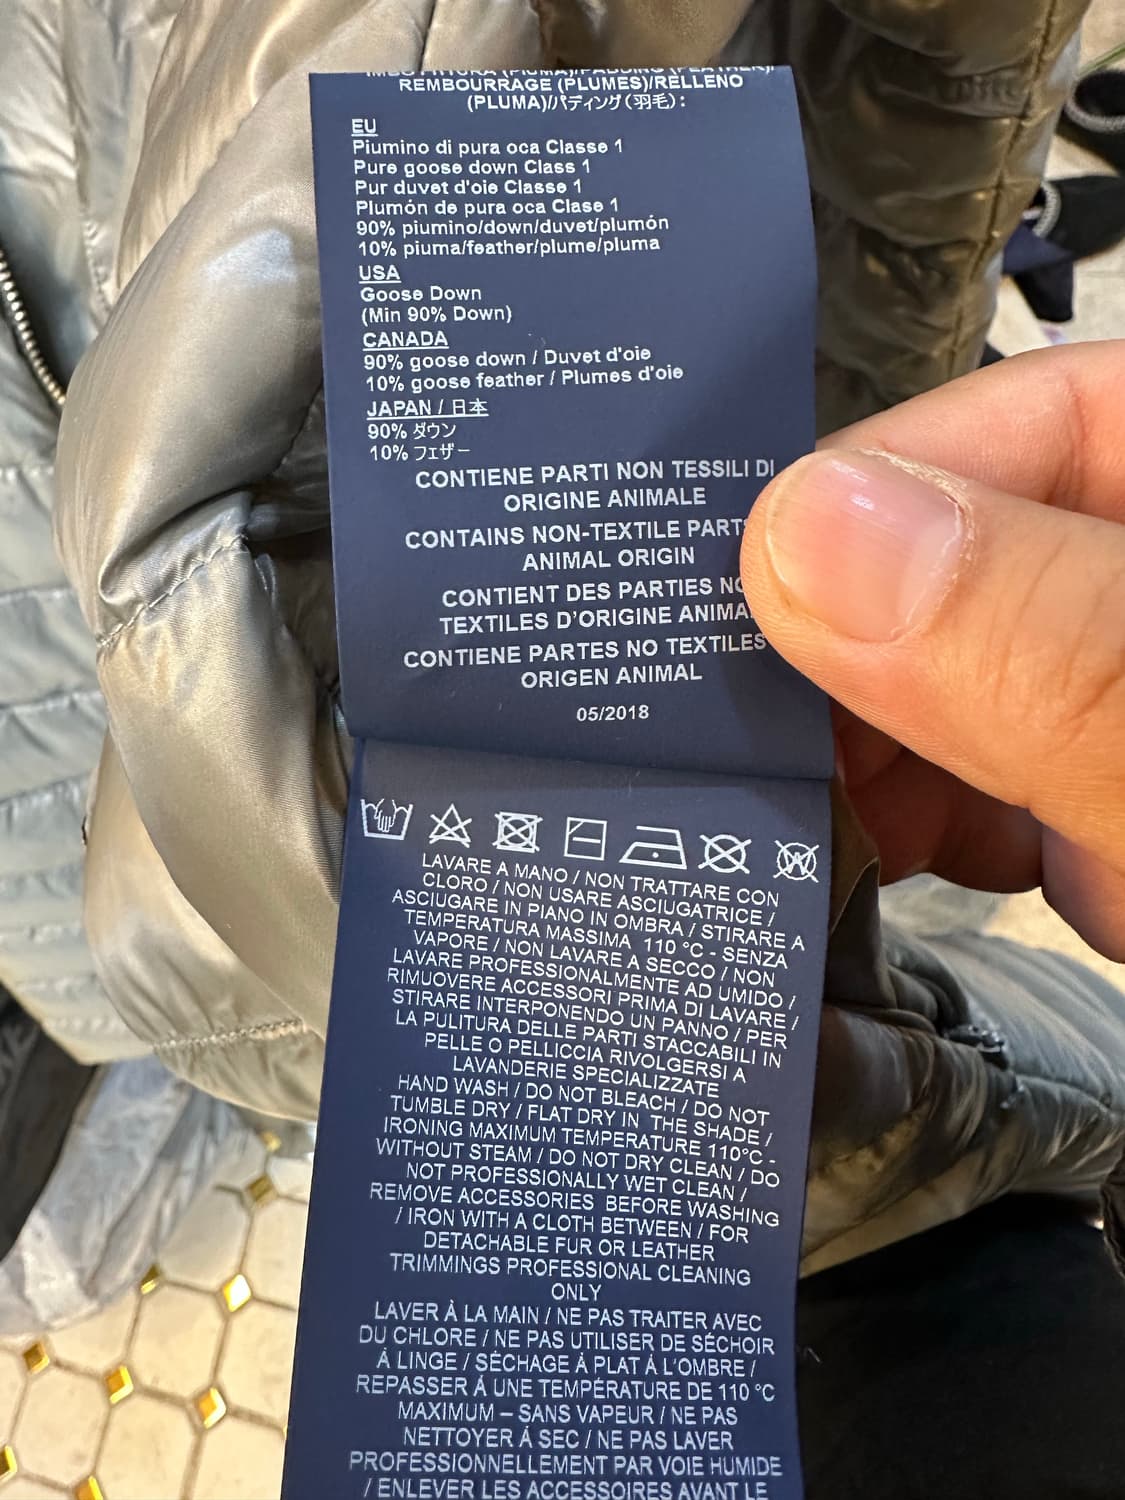 REMBOURRAGE (PLUMES)/RELLENO
(PLUMA)/パディング(羽毛):
EU
Piumino di pura oca Classe 1
Pure goose down Class 1
Pur duvet d'oie Classe 1
Plumón de pura oca Clase 1
90% piumino/down/duvet/plumón
10% piuma/feather/plume/pluma
USA
Goose Down
(Min 90% Down)
CANADA
90% goose down / Duvet d'oie
10% goose feather / Plumes d'oie
JAPAN / 日本
90% ダウン
10% フェザー
CONTIENE PARTI NON TESSILI DI
ORIGINE ANIMALE
CONTAINS NON-TEXTILE PARTS
ANIMAL ORIGIN
CONTIENT DES PARTIES
TEXTILES D'ORIGINE
CONTIENE PARTES NO TEXTILES
ORIGEN ANIMAL
05/2018
W
LAVARE A MANO / NON TRATTARE CON
CLORO / NON USARE ASCIUGATRICE /
ASCIUGARE IN PIANO IN OMBRA / STIRARE A
TEMPERATURA MASSIMA 110 °C - SENZA
VAPORE / NON LAVARE A SECCO / NON
LAVARE PROFESSIONALMENTE AD UMIDO /
RIMUOVERE ACCESSORI PRIMA DI LAVARE /
STIRARE INTERPONENDO UN PANNO / PER
LA PULITURA DELLE PARTI STACCABILI IN
PELLE O PELLICCIA RIVOLGERSI A
LAVANDERIE SPECIALIZZATE
HAND WASH / DO NOT BLEACH / DO NOT
TUMBLE DRY / FLAT DRY IN THE SHADE /
IRONING MAXIMUM TEMPERATURE 110°C -
WITHOUT STEAM / DO NOT DRY CLEAN / DO
NOT PROFESSIONALLY WET CLEAN /
REMOVE ACCESSORIES BEFORE WASHING
/ IRON WITH A CLOTH BETWEEN / FOR
DETACHABLE FUR OR LEATHER
TRIMMINGS PROFESSIONAL CLEANING
ONLY
LAVER À LA MAIN / NE PAS TRAITER AVEC
DU CHLORE / NE PAS UTILISER DE SÉCHOIR
À LINGE / SÉCHAGE À PLAT Á L'OMBRE /
REPASSER Á UNE TEMPÉRATURE DE 110 °C
MAXIMUM – SANS VAPEUR / NE PAS
NETTOYER Á SEC / NE PAS LAVER
PROFESSIONNELLEMENT PAR VOIE HUMIDE
/ ENLEVER LES ACCESSOIRES AVANT LE